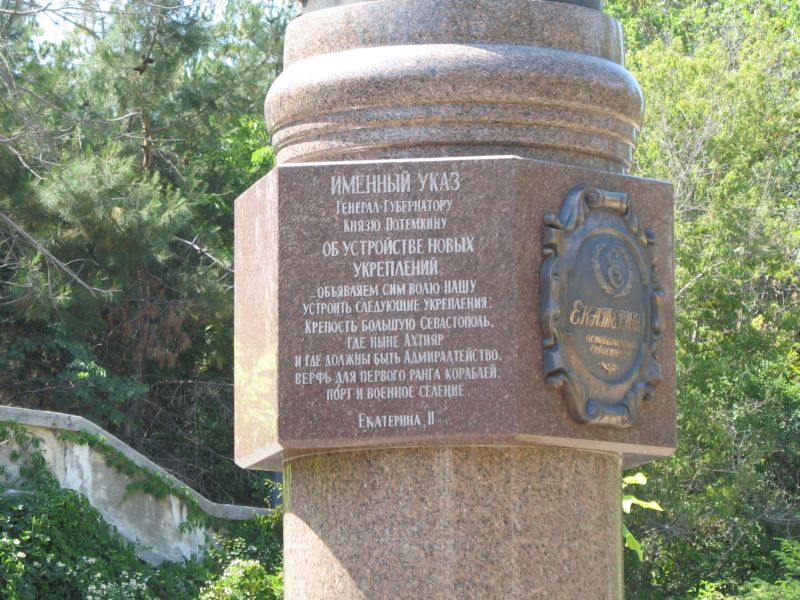 ИМЕННЫЙ УКАЗ
ГЕНЕРАЛ-ГУБЕРНАТОРУ
КНЯЗЮ ПОТЕМКИНУ
ОБ УСТРОЙСТВЕ НОВЫХ
УКРЕПЛЕНИЙ
...ОБЪЯВЛЯЕМ СИМ ВОЛЮ НАШУ
УСТРОИТЬ СЛЕДУЮЩИЕ УКРЕПЛЕНИЯ:
КРЕПОСТЬ БОЛЬШУЮ СЕВАСТОПОЛЬ,
ГДЕ НЫНЕ АХТИЯР
И ГДЕ ДОЛЖНЫ БЫТЬ АДМИРАЛТЕЙСТВО,
ВЕРФЬ ДЛЯ ПЕРВОГО РАНГА КОРАБЛЕЙ,
ПОРТ И ВОЕННОЕ СЕЛЕНИЕ
ЕКАТЕРИНА II
ЕКАТЕРИНА